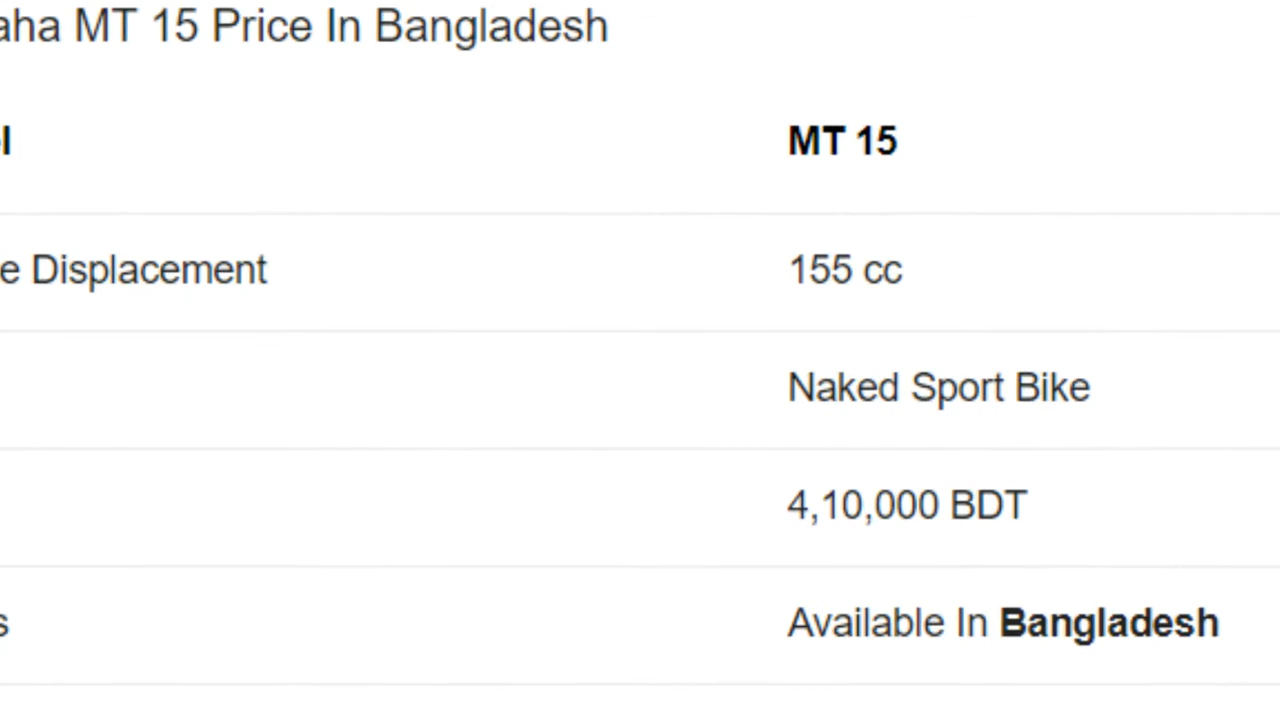 aha MT 15 Price In Bangladesh
l MT 15
e Displacement 155 cc
Naked Sport Bike
4,10,000 BDT
s Available In Bangladesh